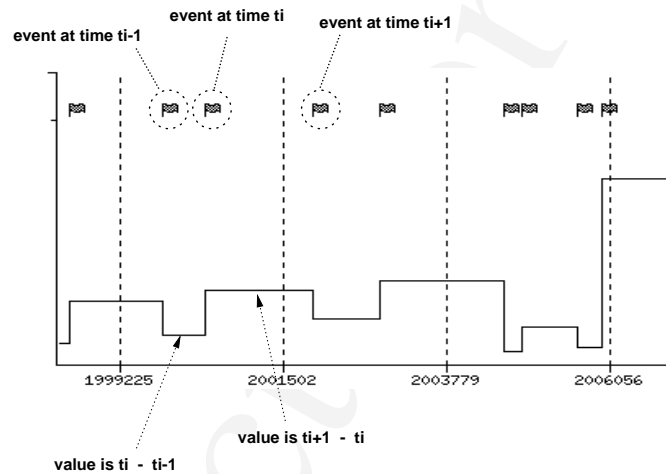 event at time ti
event at time ti-1
event at time ti+1
1999225
2001502
2003779
2006056
value is ti+1 - ti
value is ti - ti-1